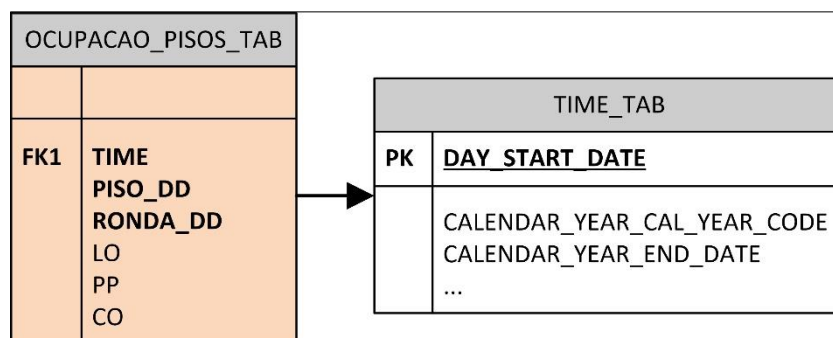 OCUPACAO_PISOS_TAB
FK1 TIME
PISO_DD
RONDA_DD
LO
PP
CO
TIME_TAB
PK DAY_START_DATE
CALENDAR_YEAR_CAL_YEAR_CODE
CALENDAR_YEAR_END_DATE
...